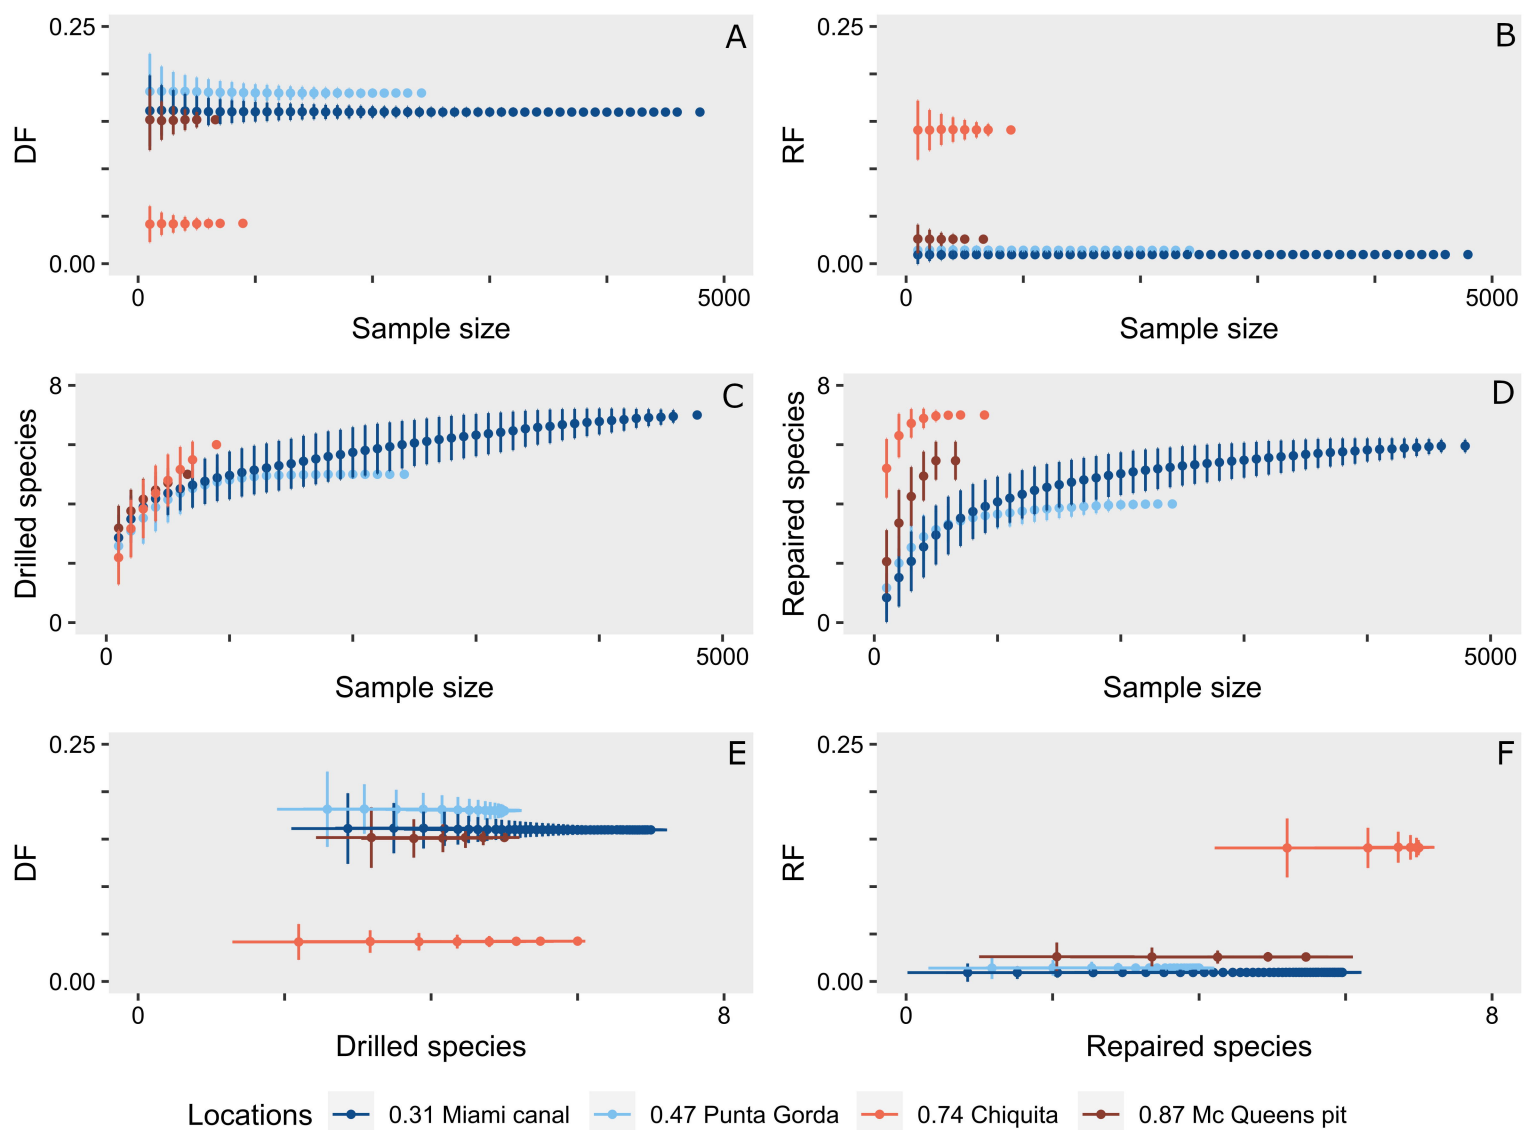 A
B
0.25
0.00
DF
0
5000
Sample size
0.25
0.00
RF
0
5000
Sample size
C
D
8
0
Drilled species
0
5000
Sample size
8
0
Repaired species
0
5000
Sample size
E
F
0.25
0.00
DF
0
8
Drilled species
0.25
0.00
RF
0
8
Repaired species
Locations 0.31 Miami canal 0.47 Punta Gorda 0.74 Chiquita 0.87 Mc Queens pit